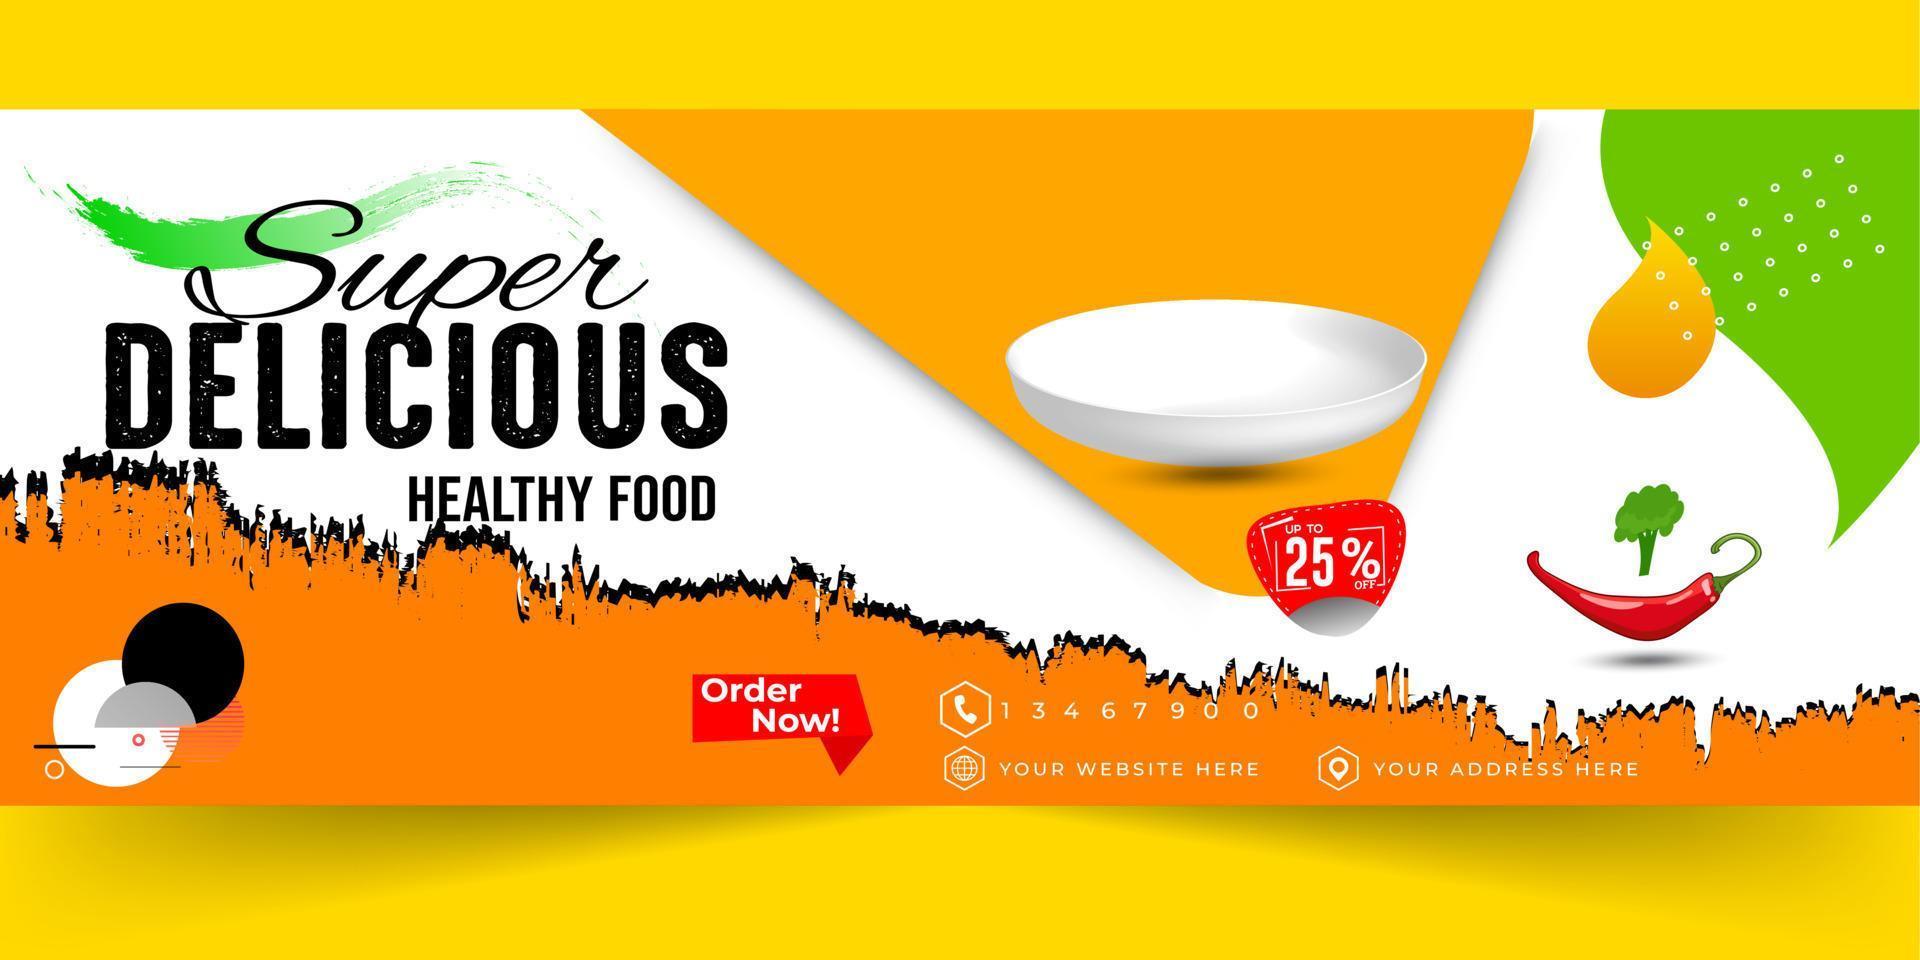 Super
DELICIOUS
HEALTHY FOOD
UP TO
25%
OFF
Order
Now!
1 3 4 6 7 9 0 0
YOUR WEBSITE HERE
YOUR ADDRESS HERE